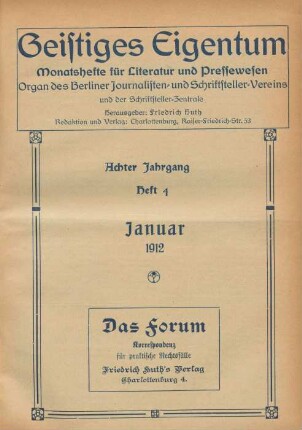 Geistiges Eigentum
Monatshefte für Literatur und Pressewesen
Organ des Berliner Journalisten- und Schriftsteller-Vereins
und der Schriftsteller-Zentrale
Herausgeber: Friedrich Huth
Redaktion und Verlag: Charlottenburg, Kaiser-Friedrich-Str. 53
Achter Jahrgang
Heft 1
Januar
1912
Das Forum
Korrespondenz
für praktische Rechtsfälle
Friedrich Huth's Verlag
Charlottenburg 4.